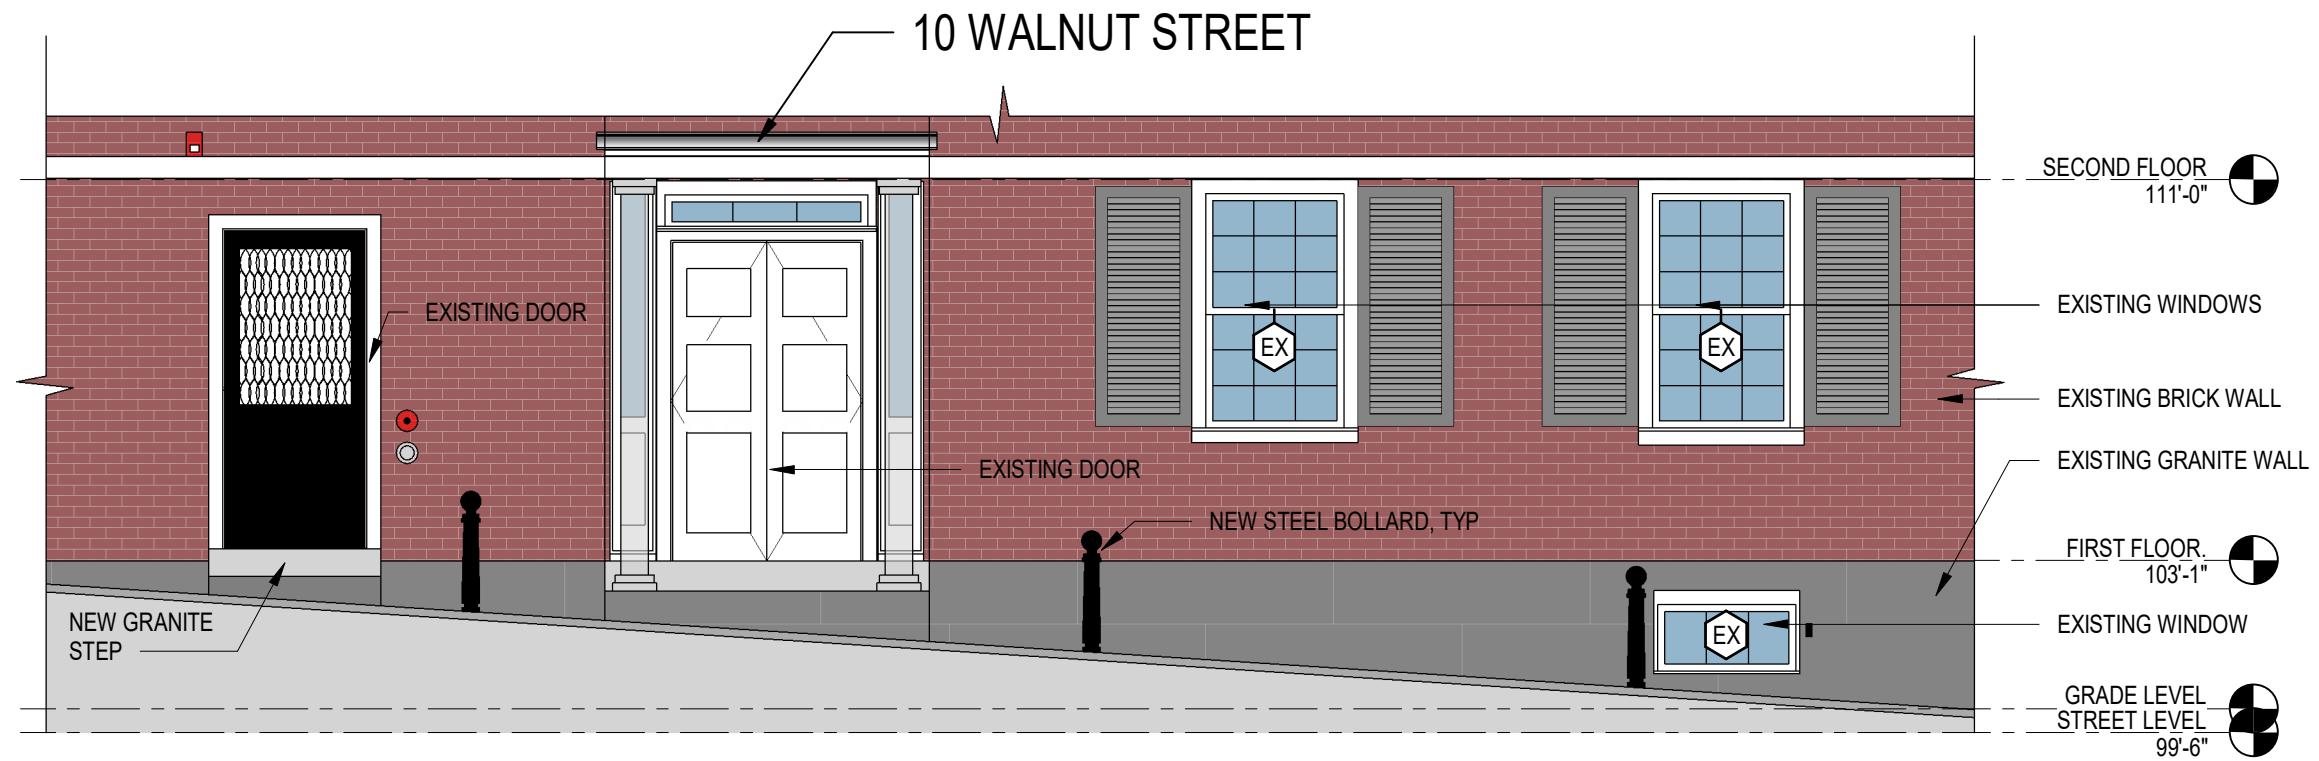 10 WALNUT STREET
SECOND FLOOR
111'-0"
EXISTING DOOR
EXISTING WINDOWS
EX
EX
EXISTING BRICK WALL
EXISTING DOOR
EXISTING GRANITE WALL
NEW STEEL BOLLARD, TYP
FIRST FLOOR.
103'-1"
NEW GRANITE
STEP
EX
EXISTING WINDOW
GRADE LEVEL
STREET LEVEL
99'-6"